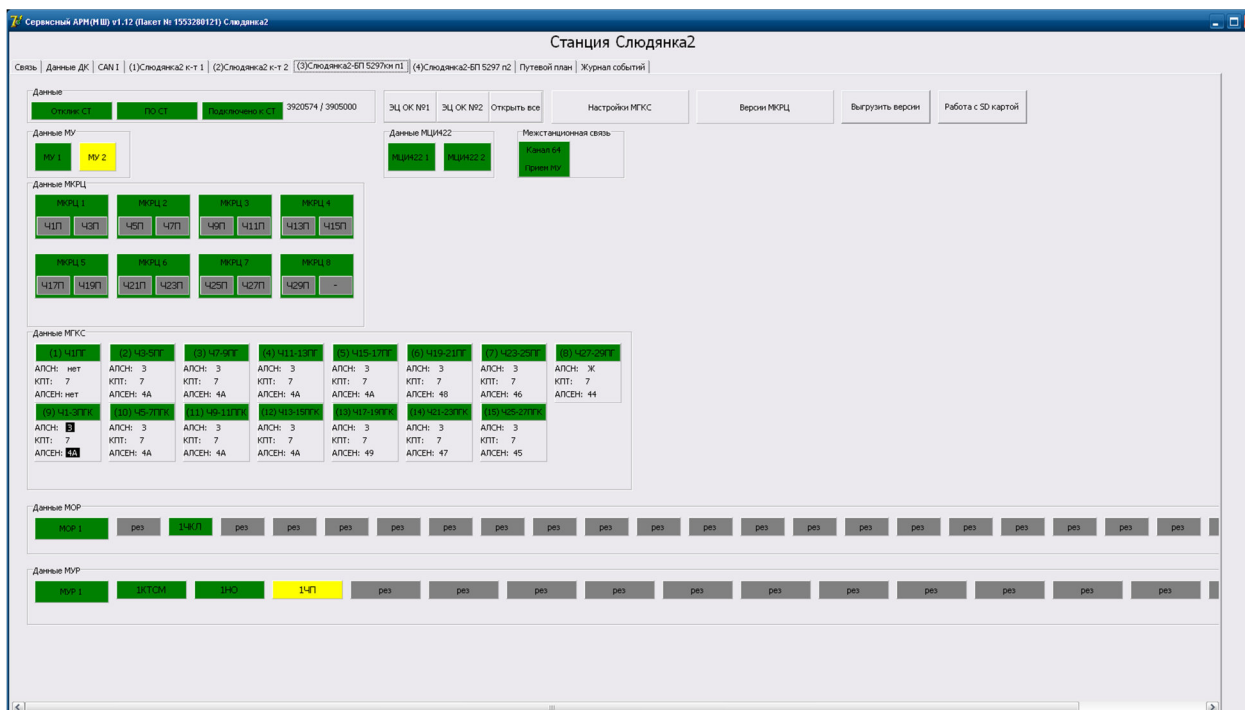 Сервисный АРМ(МШ) v1.12 (Пакет № 1553280121) Слюдянка2
Станция Слюдянка2
Связь Данные ДК CAN I (1)Слюдянка2 к-т 1 (2)Слюдянка2 к-т 2 (3)Слюдянка2-БП 5297км п1 (4)Слюдянка2-БП 5297 п2 Путевой план Журнал событий
Данные
Отклик СТ ПО СТ Подключено к СТ 3920574 / 3905000 ЭЦ ОК №1 ЭЦ ОК №2 Открыть все Настройки МГКС Версии МКРЦ Выгрузить версии Работа с SD картой
Данные МУ Данные МЦИ422 Межстанционная связь
МУ 1 МУ 2 МЦИ422 1 МЦИ422 2 Канал 64
Прием МУ
Данные МКРЦ
МКРЦ 1 МКРЦ 2 МКРЦ 3 МКРЦ 4
Ч1П Ч3П Ч5П Ч7П Ч9П Ч11П Ч13П Ч15П
МКРЦ 5 МКРЦ 6 МКРЦ 7 МКРЦ 8
Ч17П Ч19П Ч21П Ч23П Ч25П Ч27П Ч29П -
Данные МГКС
(1) Ч1ПГ (2) Ч3-5ПГ (3) Ч7-9ПГ (4) Ч11-13ПГ (5) Ч15-17ПГ (6) Ч19-21ПГ (7) Ч23-25ПГ (8) Ч27-29ПГ
АЛСН: нет АЛСН: З АЛСН: З АЛСН: З АЛСН: З АЛСН: З АЛСН: З АЛСН: Ж
КПТ: 7 КПТ: 7 КПТ: 7 КПТ: 7 КПТ: 7 КПТ: 7 КПТ: 7 КПТ: 7
АЛСЕН: нет АЛСЕН: 4А АЛСЕН: 4А АЛСЕН: 4А АЛСЕН: 4А АЛСЕН: 48 АЛСЕН: 46 АЛСЕН: 44
(9) Ч1-3ПГК (10) Ч5-7ПГК (11) Ч9-11ПГК (12) Ч13-15ПГК (13) Ч17-19ПГК (14) Ч21-23ПГК (15) Ч25-27ПГК
АЛСН: З АЛСН: З АЛСН: З АЛСН: З АЛСН: З АЛСН: З АЛСН: З
КПТ: 7 КПТ: 7 КПТ: 7 КПТ: 7 КПТ: 7 КПТ: 7 КПТ: 7
АЛСЕН: 4А АЛСЕН: 4А АЛСЕН: 4А АЛСЕН: 4А АЛСЕН: 49 АЛСЕН: 47 АЛСЕН: 45
Данные МОР
МОР 1 рез 1ЧКЛ рез рез рез рез рез рез рез рез рез рез рез рез рез рез рез рез рез рез рез
Данные МУР
МУР 1 1КТСМ 1НО 1ЧП рез рез рез рез рез рез рез рез рез рез рез